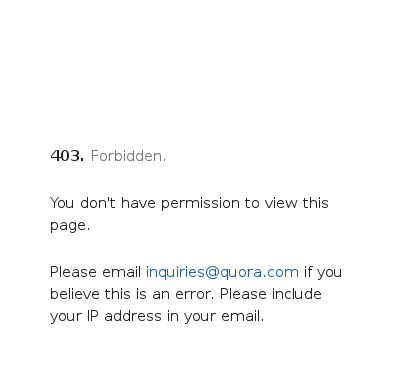 403. Forbidden.
You don't have permission to view this
page.
Please email inquiries@quora.com if you
believe this is an error. Please include
your IP address in your email.